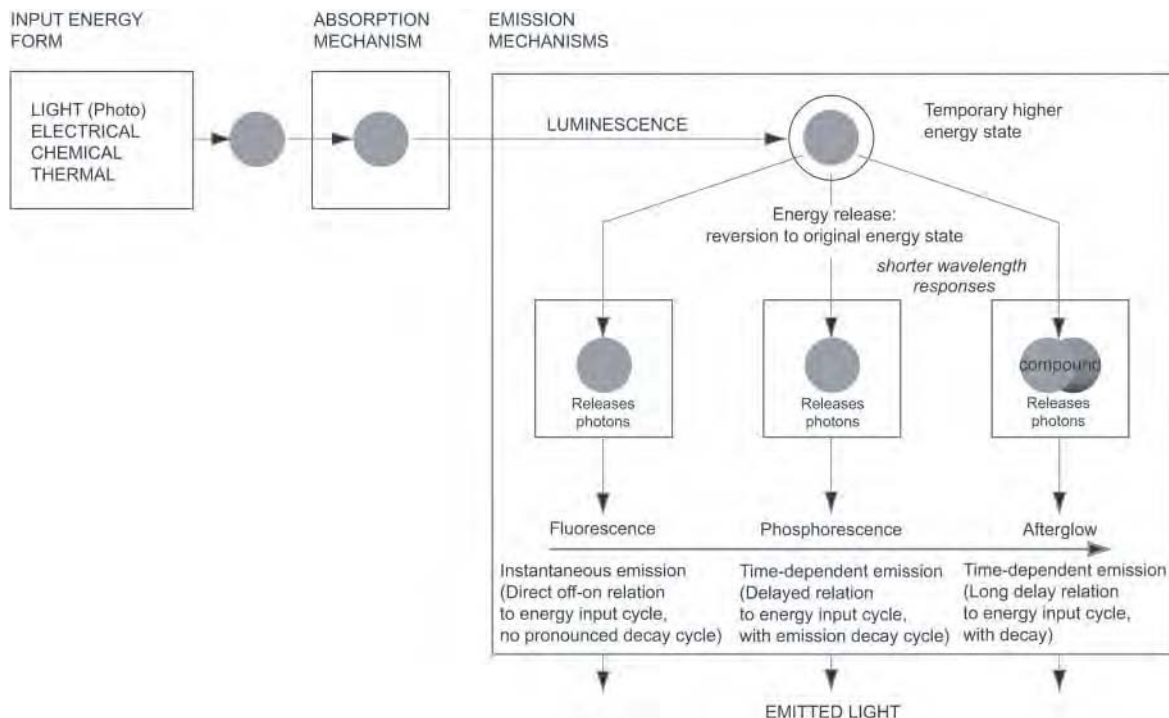 INPUT ENERGY
FORM
ABSORPTION
MECHANISM
EMISSION
MECHANISMS
LIGHT (Photo)
ELECTRICAL
CHEMICAL
THERMAL
LUMINESCENCE
Temporary higher
energy state
Energy release:
reversion to original energy state
shorter wavelength
responses
Releases
photons
Releases
photons
compound
Releases
photons
Fluorescence
Phosphorescence
Afterglow
Instantaneous emission
(Direct off-on relation
to energy input cycle,
no pronounced decay cycle)
Time-dependent emission
(Delayed relation
to energy input cycle,
with emission decay cycle)
Time-dependent emission
(Long delay relation
to energy input cycle,
with decay)
EMITTED LIGHT